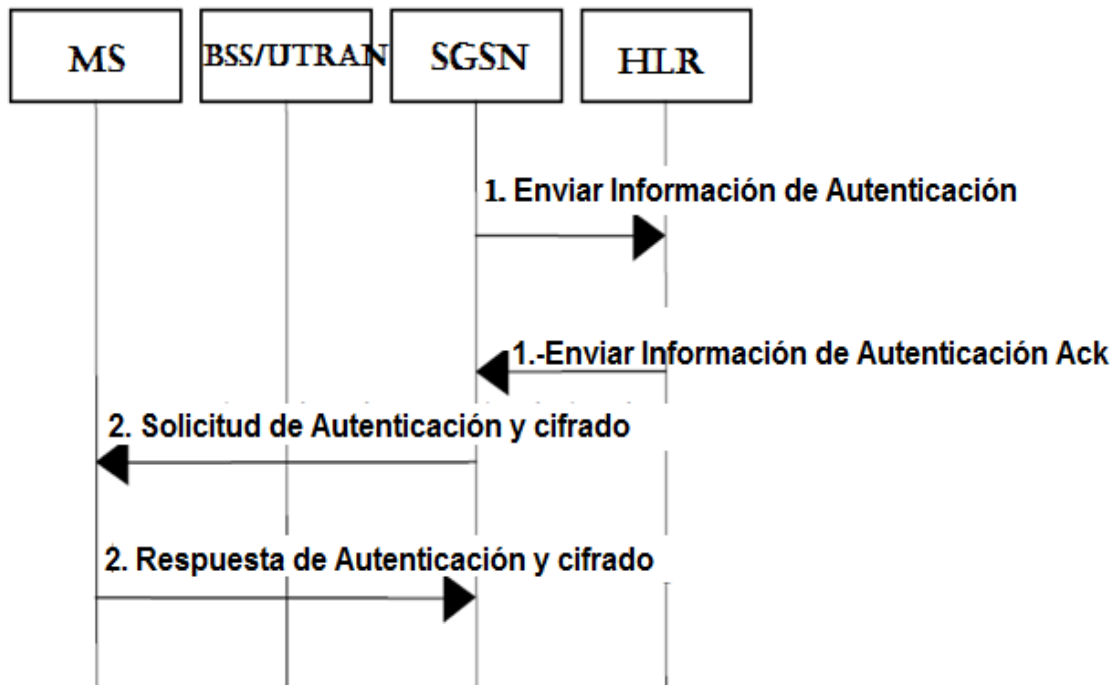 MS
BSS/UTRAN
SGSN
HLR
1. Enviar Información de Autenticación
1.-Enviar Información de Autenticación Ack
2. Solicitud de Autenticación y cifrado
2. Respuesta de Autenticación y cifrado